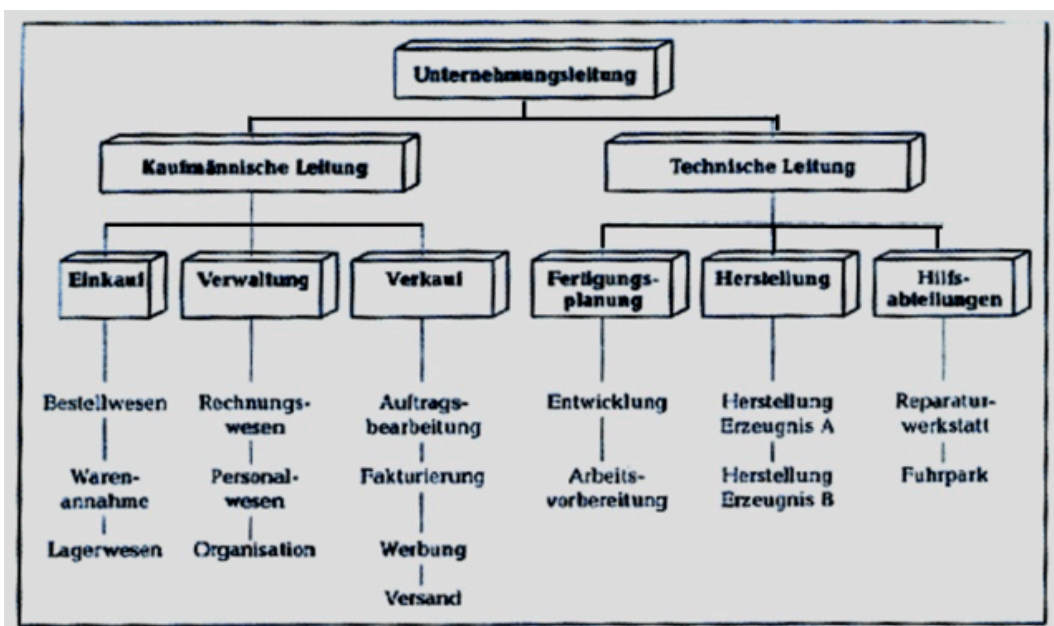 Unternehmungsleitung
Kaufmännische Leitung
Technische Leitung
Einkauf
Verwaltung
Verkauf
Fertigungs-
planung
Herstellung
Hilfs-
abteilungen
Bestellwesen
Waren-
annahme
Lagerwesen
Rechnungs-
wesen
Personal-
wesen
Organisation
Auftrags-
bearbeitung
Fakturierung
Werbung
Versand
Entwicklung
Arbeits-
vorbereitung
Herstellung
Erzeugnis A
Herstellung
Erzeugnis B
Reparatur-
werkstatt
Fuhrpark